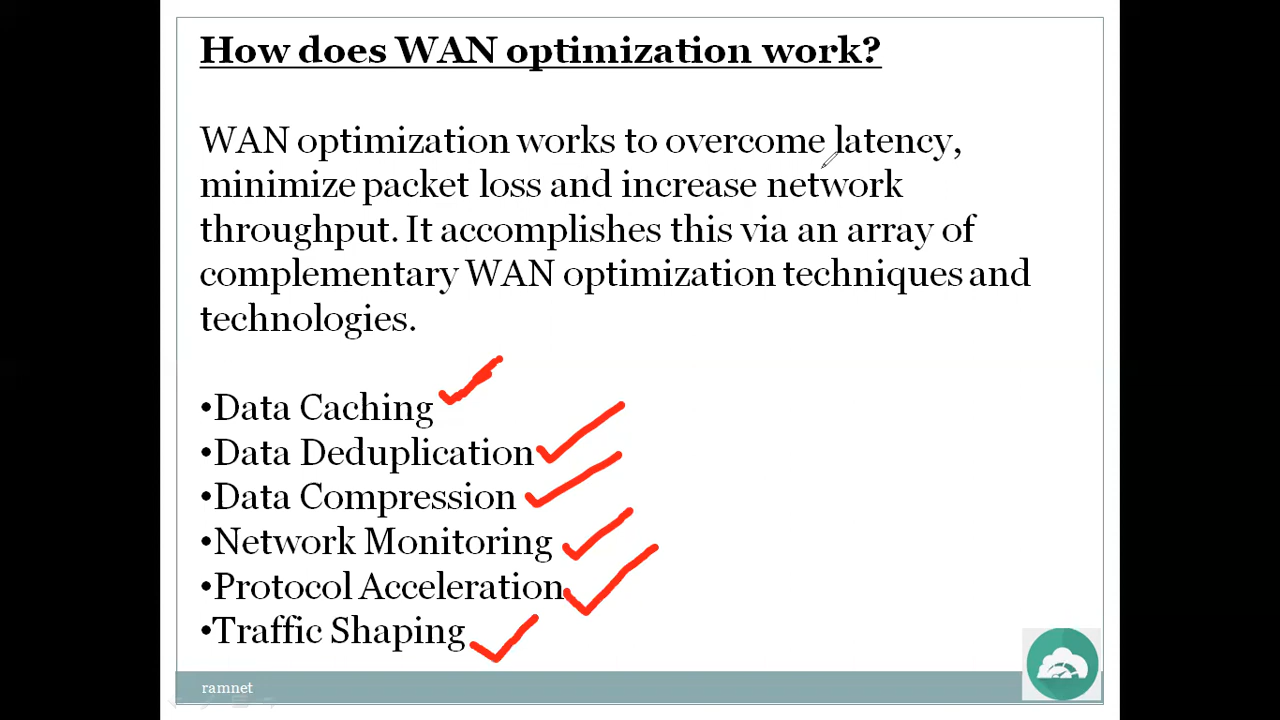 How does WAN optimization work?
WAN optimization works to overcome latency,
minimize packet loss and increase network
throughput. It accomplishes this via an array of
complementary WAN optimization techniques and
technologies.
•Data Caching
•Data Deduplication
•Data Compression
•Network Monitoring
•Protocol Acceleration
•Traffic Shaping
ramnet